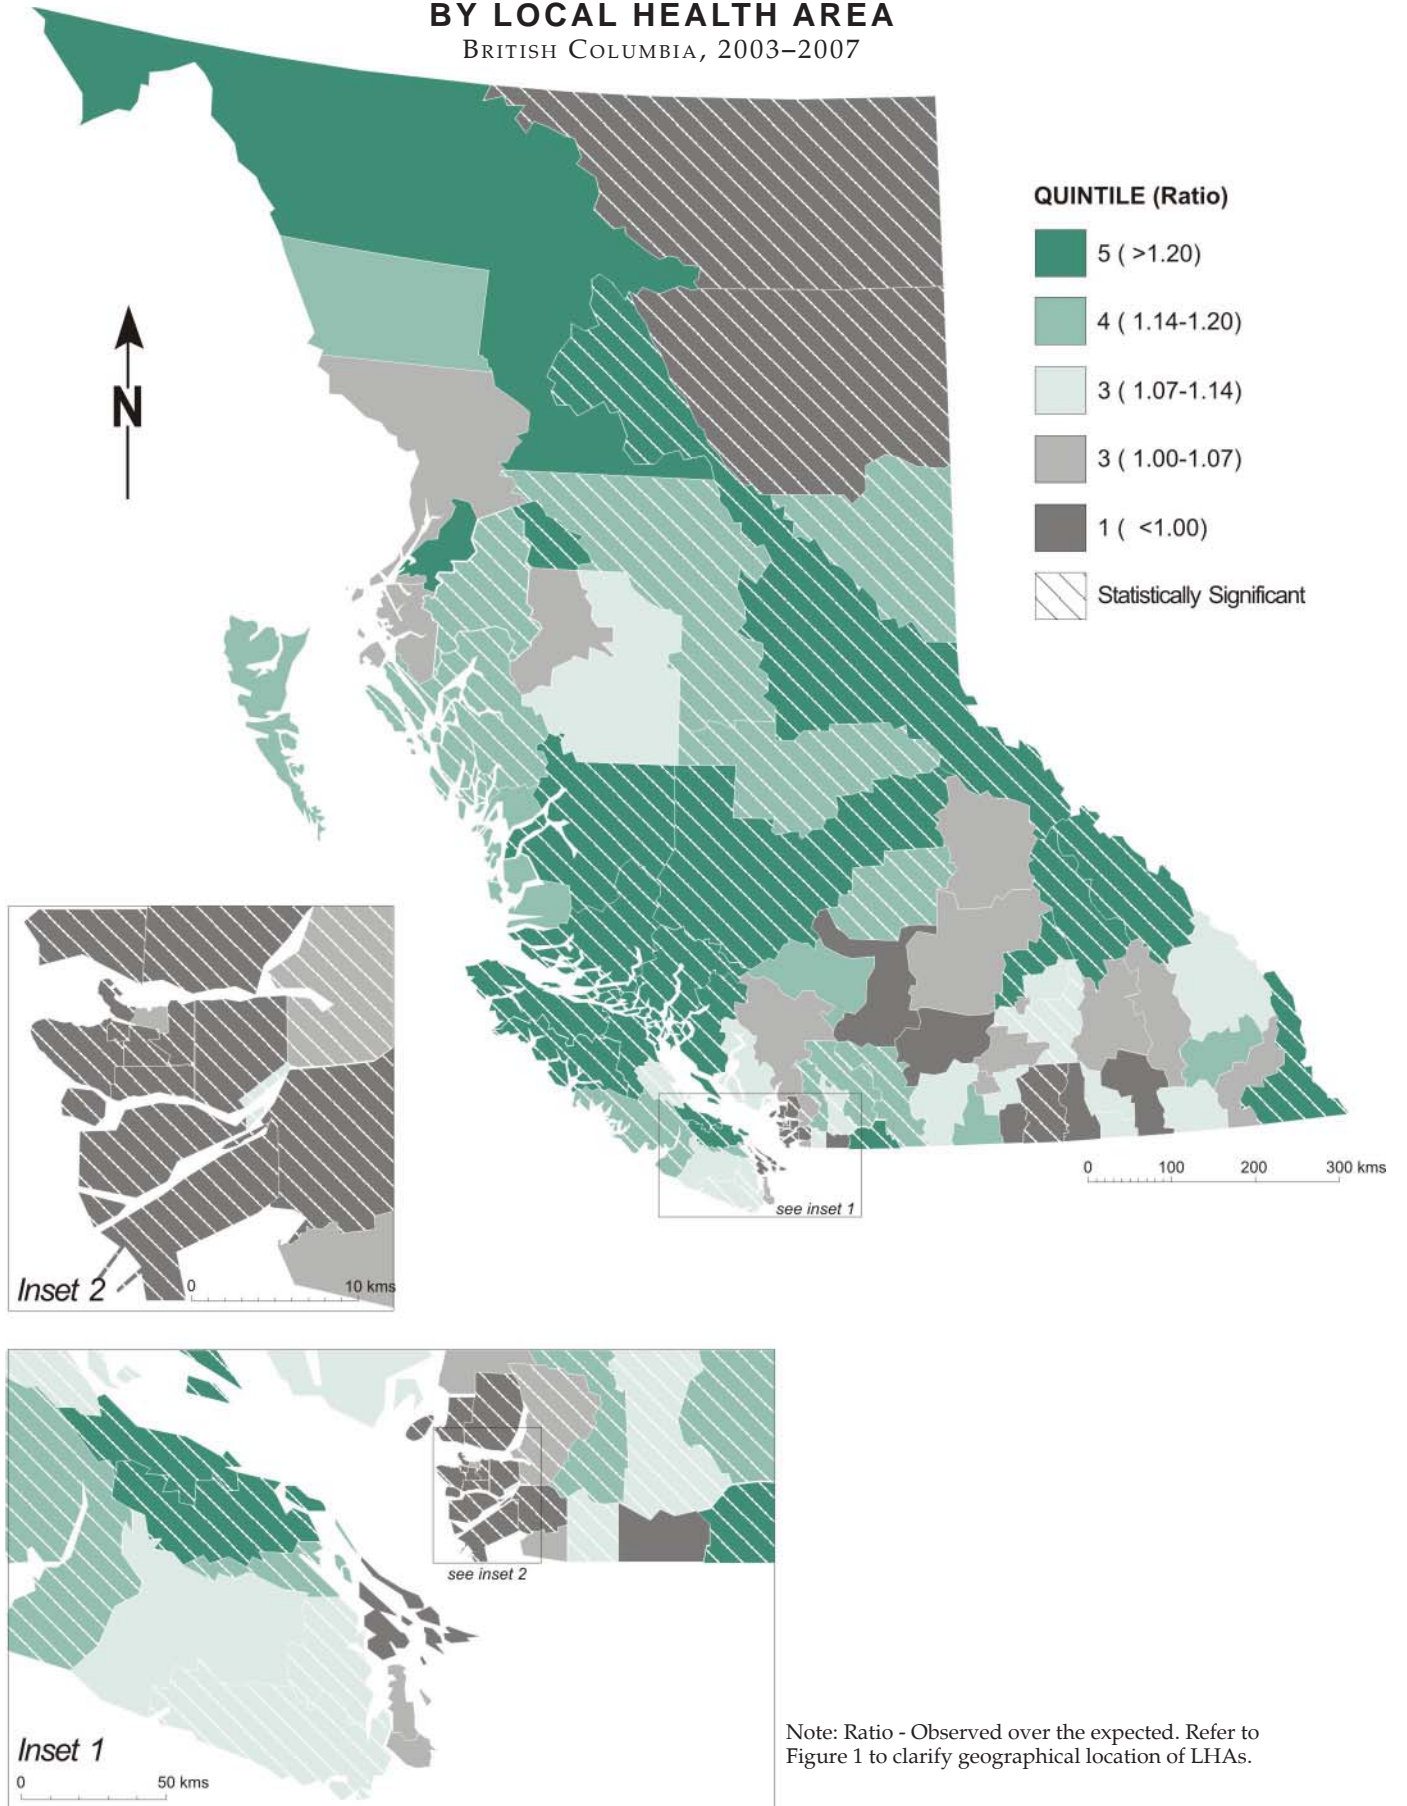 BY LOCAL HEALTH AREA
BRITISH COLUMBIA, 2003–2007
QUINTILE (Ratio)
5 ( >1.20)
4 ( 1.14-1.20)
3 ( 1.07-1.14)
3 ( 1.00-1.07)
1 ( <1.00)
Statistically Significant
N
0 100 200 300 kms
see inset 1
Inset 2
0 10 kms
see inset 2
Inset 1
0 50 kms
Note: Ratio - Observed over the expected. Refer to
Figure 1 to clarify geographical location of LHAs.